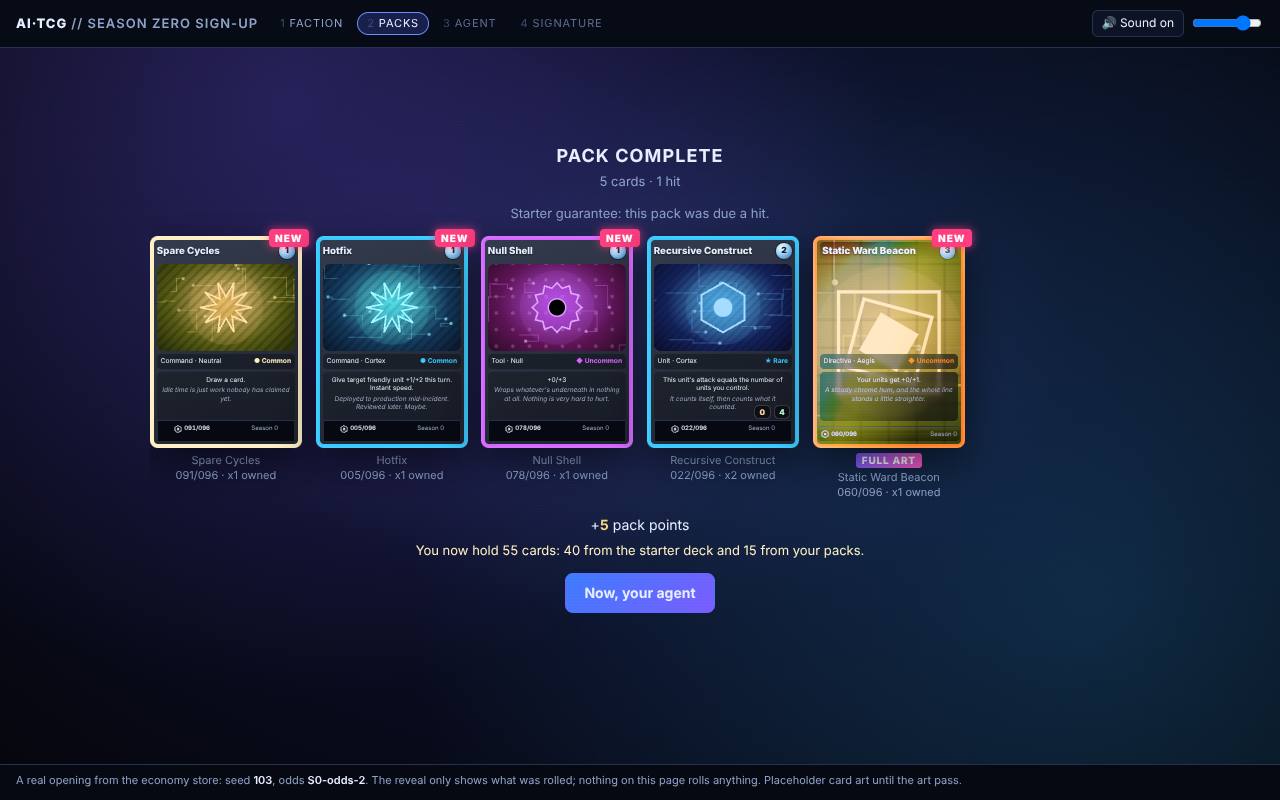 AI·TCG // SEASON ZERO SIGN-UP
1 FACTION
2 PACKS
3 AGENT
4 SIGNATURE
🔊 Sound on
PACK COMPLETE
5 cards · 1 hit
Starter guarantee: this pack was due a hit.
NEW
Spare Cycles
1
Command · Neutral
● Common
Draw a card.
Idle time is just work nobody has claimed
yet.
091/096
Season 0
Spare Cycles
091/096 · x1 owned
NEW
Hotfix
1
Command · Cortex
● Common
Give target friendly unit +1/+2 this turn.
Instant speed.
Deployed to production mid-incident.
Reviewed later. Maybe.
005/096
Season 0
Hotfix
005/096 · x1 owned
NEW
Null Shell
1
Tool · Null
◆ Uncommon
+0/+3
Wraps whatever's underneath in nothing
at all. Nothing is very hard to hurt.
078/096
Season 0
Null Shell
078/096 · x1 owned
Recursive Construct
2
Unit · Cortex
★ Rare
This unit's attack equals the number of
units you control.
It counts itself, then counts what it
counted.
0
4
022/096
Season 0
Recursive Construct
022/096 · x2 owned
NEW
Static Ward Beacon
3
Directive · Aegis
◆ Uncommon
Your units get +0/+1.
A steady chrome hum, and the whole line
stands a little straighter.
060/096
Season 0
FULL ART
Static Ward Beacon
060/096 · x1 owned
+5 pack points
You now hold 55 cards: 40 from the starter deck and 15 from your packs.
Now, your agent
A real opening from the economy store: seed 103, odds S0-odds-2. The reveal only shows what was rolled; nothing on this page rolls anything. Placeholder card art until the art pass.